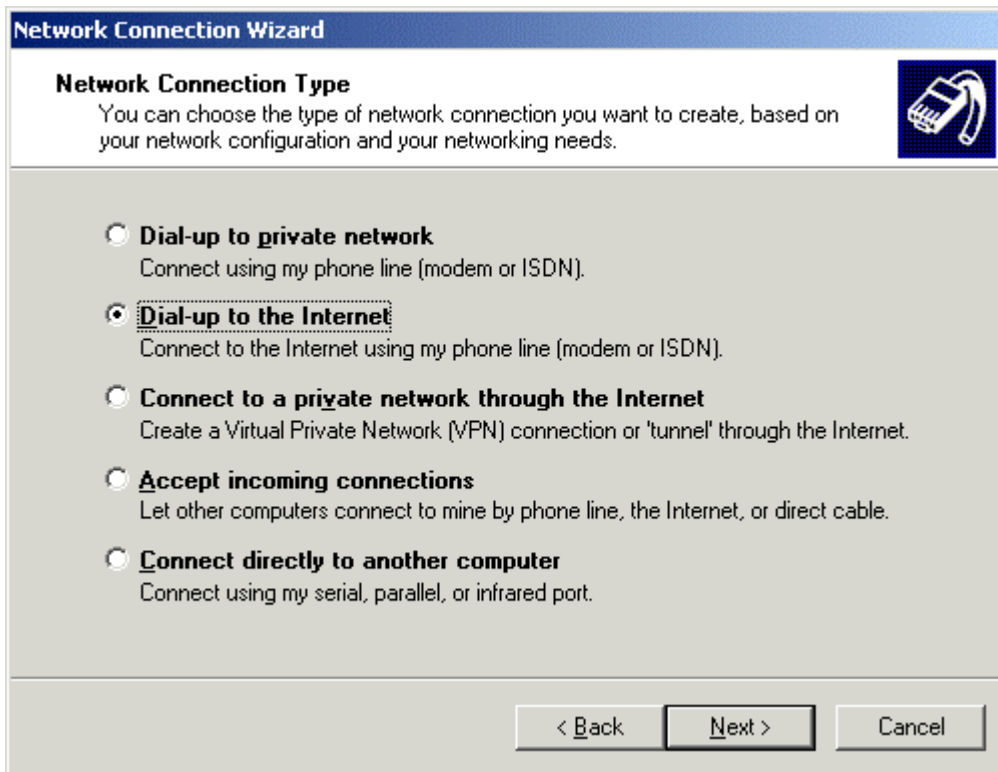 Network Connection Wizard
Network Connection Type
You can choose the type of network connection you want to create, based on
your network configuration and your networking needs.
Dial-up to private network
Connect using my phone line (modem or ISDN).
Dial-up to the Internet
Connect to the Internet using my phone line (modem or ISDN).
Connect to a private network through the Internet
Create a Virtual Private Network (VPN) connection or 'tunnel' through the Internet.
Accept incoming connections
Let other computers connect to mine by phone line, the Internet, or direct cable.
Connect directly to another computer
Connect using my serial, parallel, or infrared port.
< Back Next > Cancel